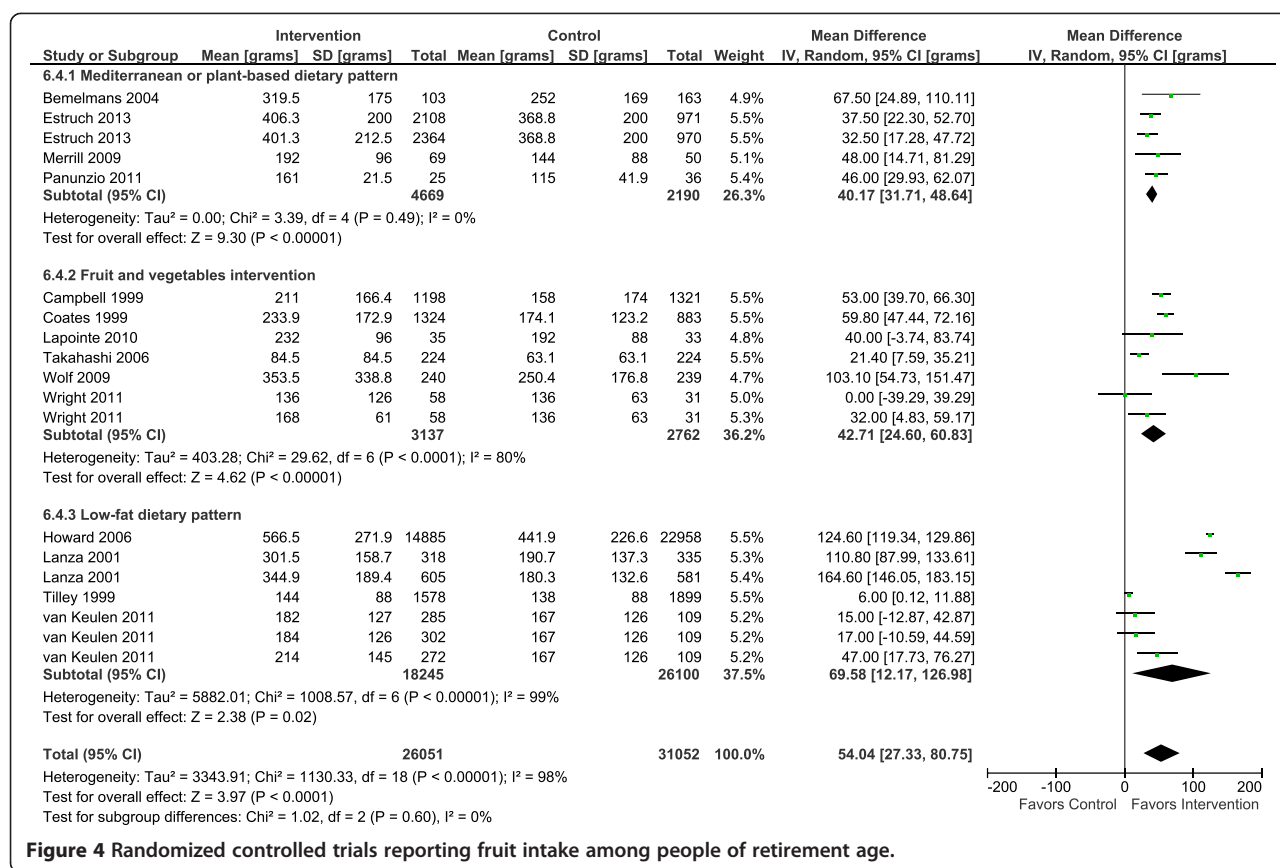 Intervention Control Mean Difference Mean Difference
Study or Subgroup Mean [grams] SD [grams] Total Mean [grams] SD [grams] Total Weight IV, Random, 95% CI [grams] IV, Random, 95% CI [grams]
6.4.1 Mediterranean or plant-based dietary pattern
Bemelmans 2004 319.5 175 103 252 169 163 4.9% 67.50 [24.89, 110.11]
Estruch 2013 406.3 200 2108 368.8 200 971 5.5% 37.50 [22.30, 52.70]
Estruch 2013 401.3 212.5 2364 368.8 200 970 5.5% 32.50 [17.28, 47.72]
Merrill 2009 192 96 69 144 88 50 5.1% 48.00 [14.71, 81.29]
Panunzio 2011 161 21.5 25 115 41.9 36 5.4% 46.00 [29.93, 62.07]
Subtotal (95% CI) 4669 2190 26.3% 40.17 [31.71, 48.64]
Heterogeneity: Tau² = 0.00; Chi² = 3.39, df = 4 (P = 0.49); I² = 0%
Test for overall effect: Z = 9.30 (P < 0.00001)
6.4.2 Fruit and vegetables intervention
Campbell 1999 211 166.4 1198 158 174 1321 5.5% 53.00 [39.70, 66.30]
Coates 1999 233.9 172.9 1324 174.1 123.2 883 5.5% 59.80 [47.44, 72.16]
Lapointe 2010 232 96 35 192 88 33 4.8% 40.00 [-3.74, 83.74]
Takahashi 2006 84.5 84.5 224 63.1 63.1 224 5.5% 21.40 [7.59, 35.21]
Wolf 2009 353.5 338.8 240 250.4 176.8 239 4.7% 103.10 [54.73, 151.47]
Wright 2011 136 126 58 136 63 31 5.0% 0.00 [-39.29, 39.29]
Wright 2011 168 61 58 136 63 31 5.3% 32.00 [4.83, 59.17]
Subtotal (95% CI) 3137 2762 36.2% 42.71 [24.60, 60.83]
Heterogeneity: Tau² = 403.28; Chi² = 29.62, df = 6 (P < 0.0001); I² = 80%
Test for overall effect: Z = 4.62 (P < 0.00001)
6.4.3 Low-fat dietary pattern
Howard 2006 566.5 271.9 14885 441.9 226.6 22958 5.5% 124.60 [119.34, 129.86]
Lanza 2001 301.5 158.7 318 190.7 137.3 335 5.4% 110.80 [87.99, 133.61]
Lanza 2001 344.9 189.4 605 180.3 132.6 581 5.4% 164.60 [146.05, 183.15]
Tilley 1999 144 88 1578 138 88 1899 5.5% 6.00 [0.12, 11.88]
van Keulen 2011 182 127 285 167 126 109 5.2% 15.00 [-12.87, 42.87]
van Keulen 2011 184 126 302 167 126 109 5.2% 17.00 [-10.59, 44.59]
van Keulen 2011 214 145 272 167 126 109 5.2% 47.00 [17.73, 76.27]
Subtotal (95% CI) 18245 26100 37.5% 69.58 [12.17, 126.98]
Heterogeneity: Tau² = 5882.01; Chi² = 1008.57, df = 6 (P < 0.00001); I² = 99%
Test for overall effect: Z = 2.38 (P = 0.02)
Total (95% CI) 26051 31052 100.0% 54.04 [27.33, 80.75]
Heterogeneity: Tau² = 3343.91; Chi² = 1130.33, df = 18 (P < 0.00001); I² = 98%
Test for overall effect: Z = 3.97 (P < 0.0001)
Test for subgroup differences: Chi² = 1.02, df = 2 (P = 0.60), I² = 0%
-200 -100 0 100 200
Favors Control Favors Intervention
Figure 4 Randomized controlled trials reporting fruit intake among people of retirement age.